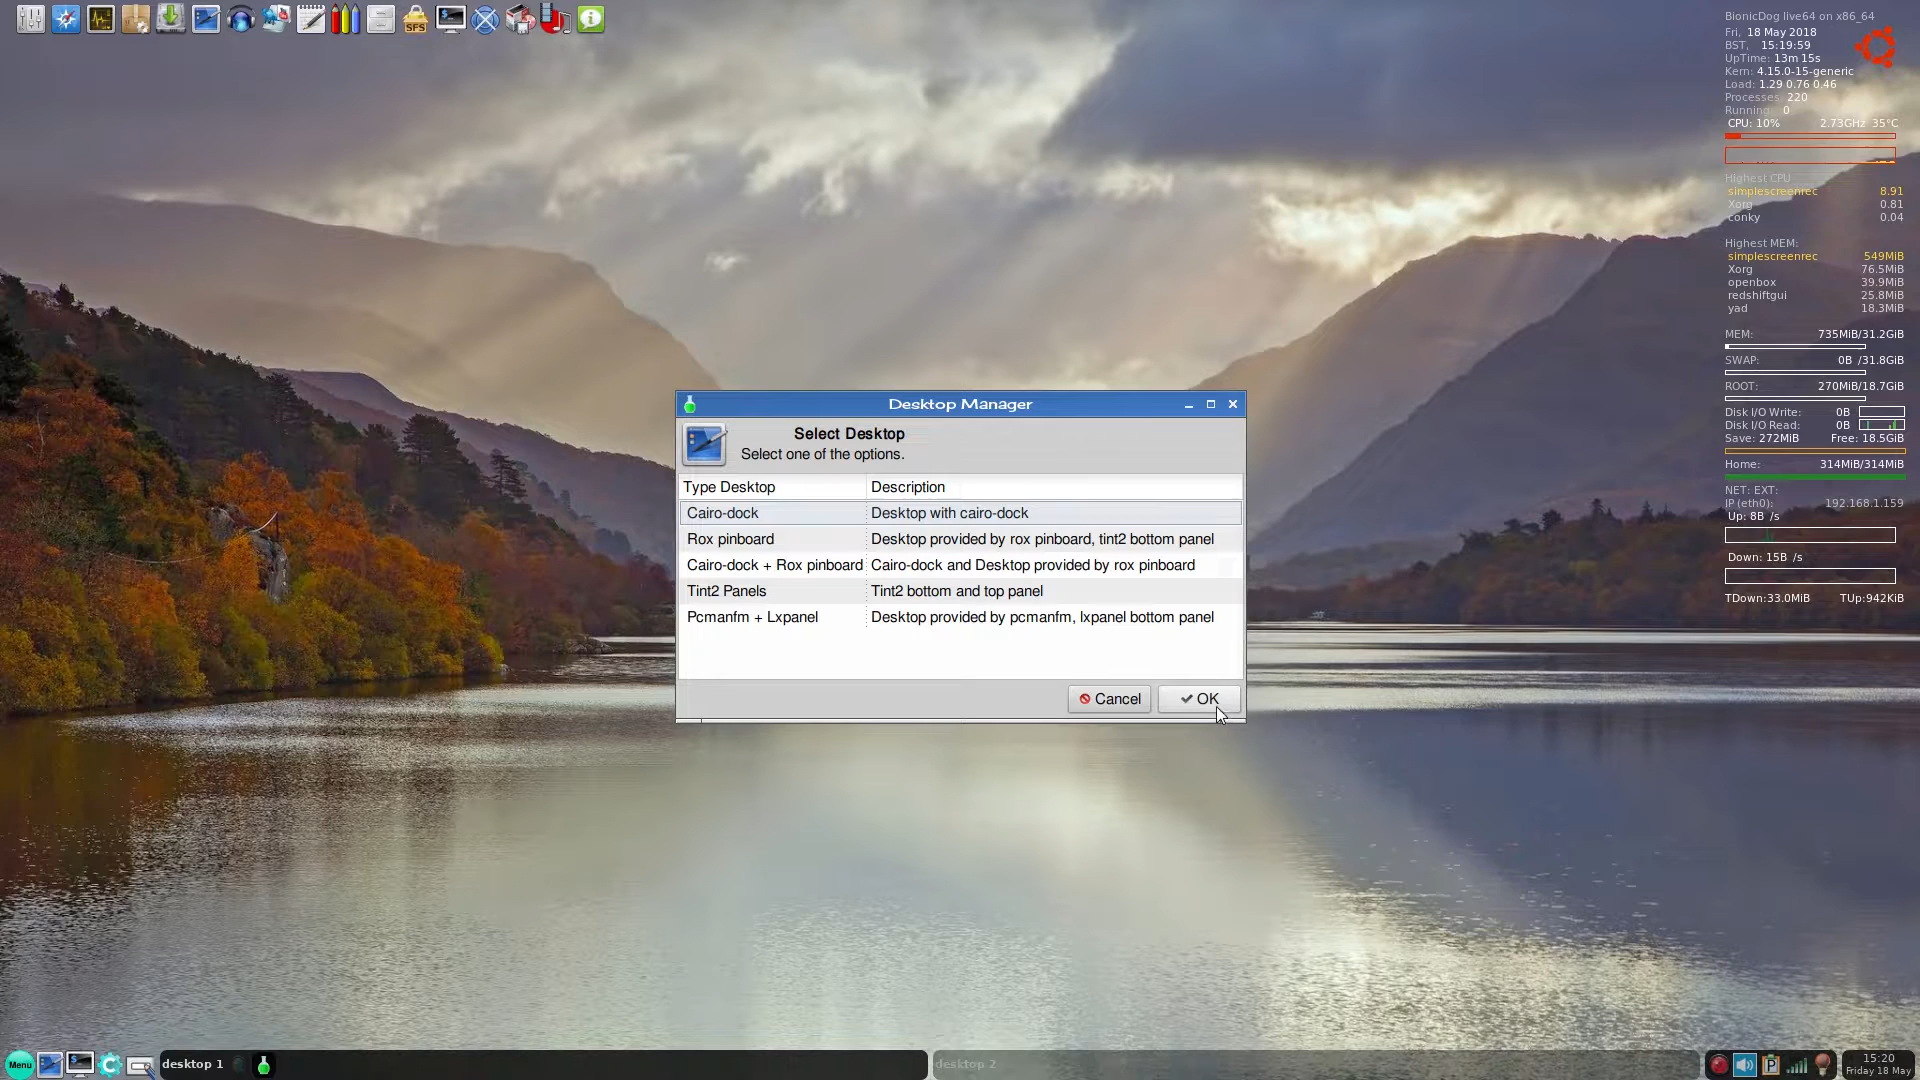 SFS
BionicDog live64 on x86_64
Fri, 18 May 2018
BST, 15:19:59
UpTime: 13m 15s
Kern: 4.15.0-15-generic
Load: 1.29 0.76 0.46
Processes: 220
Running: 0
CPU: 10% 2.73GHz 35°C
Highest CPU
simplescreenrec 8.91
Xorg 0.81
conky 0.04
Highest MEM:
simplescreenrec 549MiB
Xorg 76.5MiB
openbox 39.9MiB
redshiftgui 25.8MiB
yad 18.3MiB
MEM: 735MiB/31.2GiB
SWAP: 0B /31.8GiB
ROOT: 270MiB/18.7GiB
Disk I/O Write: 0B
Disk I/O Read: 0B
Save: 272MiB Free: 18.5GiB
Home: 314MiB/314MiB
NET: EXT:
IP (eth0): 192.168.1.159
Up: 8B /s
Down: 15B /s
TDown:33.0MiB TUp:942KiB
Desktop Manager
Select Desktop
Select one of the options.
Type Desktop Description
Cairo-dock Desktop with cairo-dock
Rox pinboard Desktop provided by rox pinboard, tint2 bottom panel
Cairo-dock + Rox pinboard Cairo-dock and Desktop provided by rox pinboard
Tint2 Panels Tint2 bottom and top panel
Pcmanfm + Lxpanel Desktop provided by pcmanfm, lxpanel bottom panel
Cancel OK
Menu desktop 1 desktop 2
15:20
Friday 18 May